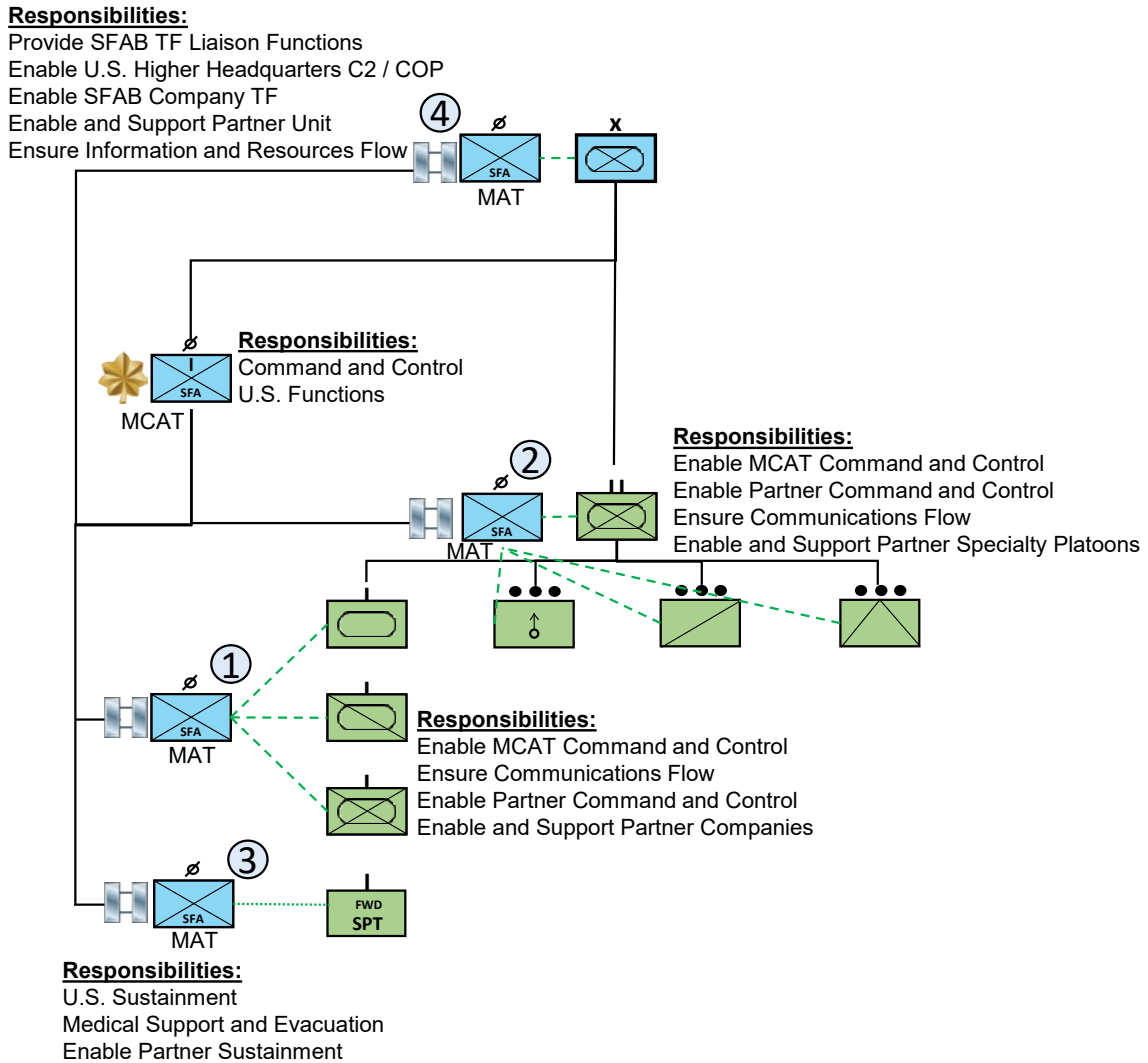 Responsibilities:
Provide SFAB TF Liaison Functions
Enable U.S. Higher Headquarters C2 / COP
Enable SFAB Company TF
Enable and Support Partner Unit
Ensure Information and Resources Flow
4
X
SFA
MAT
Responsibilities:
Command and Control
U.S. Functions
I
SFA
MCAT
2
II
SFA
MAT
Responsibilities:
Enable MCAT Command and Control
Enable Partner Command and Control
Ensure Communications Flow
Enable and Support Partner Specialty Platoons
1
I
SFA
MAT
I
I
Responsibilities:
Enable MCAT Command and Control
Ensure Communications Flow
Enable Partner Command and Control
Enable and Support Partner Companies
3
I
SFA
MAT
FWD
SPT
Responsibilities:
U.S. Sustainment
Medical Support and Evacuation
Enable Partner Sustainment